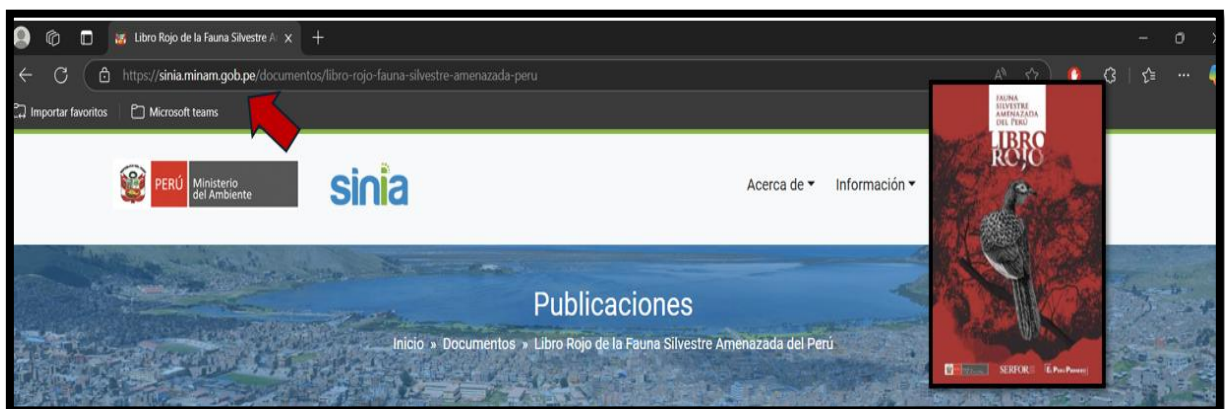 Libro Rojo de la Fauna Silvestre A
https://sinia.minam.gob.pe/documentos/libro-rojo-fauna-silvestre-amenazada-peru
Importar favoritos
Microsoft teams
PERÚ
Ministerio
del Ambiente
sinia
Acerca de
Información
FAUNA
SILVESTRE
AMENAZADA
DEL PERÚ
LIBRO
ROJO
SERFOR
Publicaciones
Inicio » Documentos » Libro Rojo de la Fauna Silvestre Amenazada del Perú